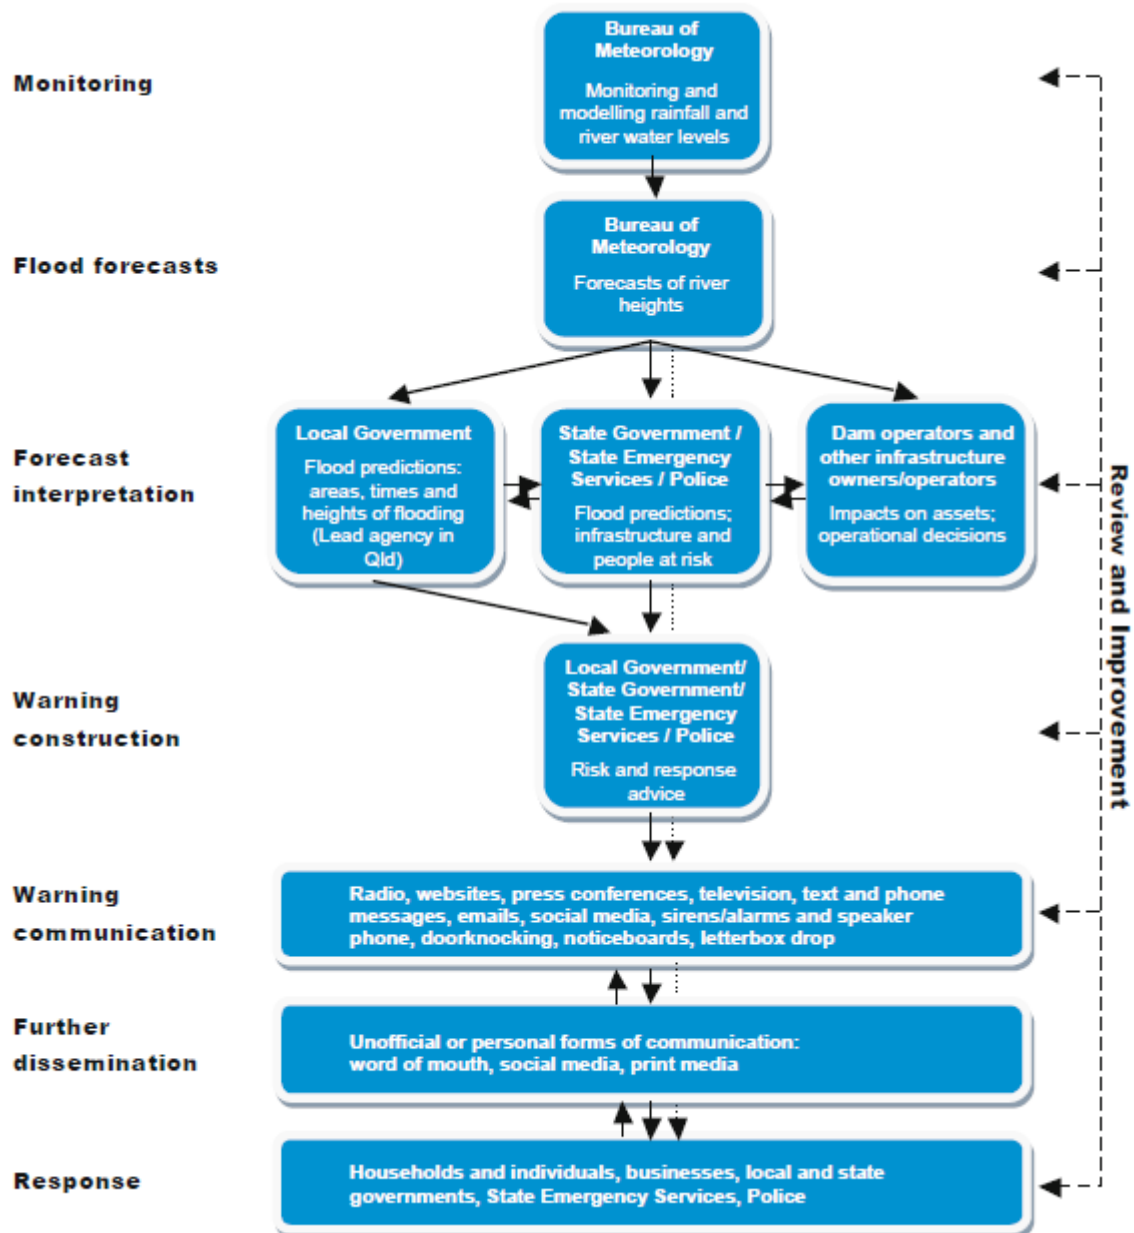 Monitoring
Bureau of
Meteorology
Monitoring and
modelling rainfall and
river water levels
Flood forecasts
Bureau of
Meteorology
Forecasts of river
heights
Forecast
interpretation
Local Government
Flood predictions:
areas, times and
heights of flooding
(Lead agency in
Qld)
State Government /
State Emergency
Services / Police
Flood predictions;
infrastructure and
people at risk
Dam operators and
other infrastructure
owners/operators
Impacts on assets;
operational decisions
Warning
construction
Local Government/
State Government/
State Emergency
Services / Police
Risk and response
advice
Warning
communication
Radio, websites, press conferences, television, text and phone
messages, emails, social media, sirens/alarms and speaker
phone, doorknocking, noticeboards, letterbox drop
Further
dissemination
Unofficial or personal forms of communication:
word of mouth, social media, print media
Response
Households and individuals, businesses, local and state
governments, State Emergency Services, Police
Review and Improvement